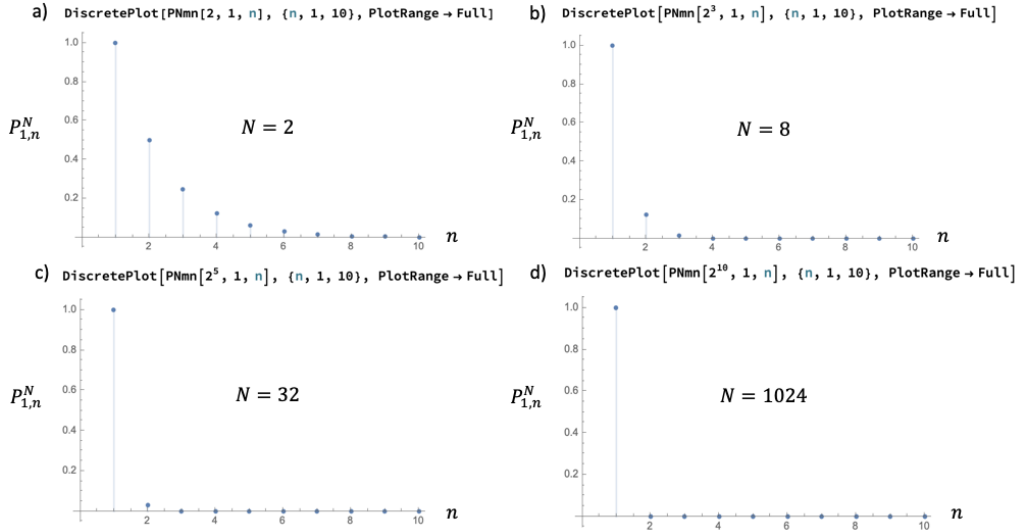 a) DiscretePlot[PNmn[2, 1, n], {n, 1, 10}, PlotRange → Full]
1.0
0.8
0.6
0.4
0.2
P^N_{1,n}
N = 2
2 4 6 8 10 n
b) DiscretePlot[PNmn[2^3, 1, n], {n, 1, 10}, PlotRange → Full]
1.0
0.8
0.6
0.4
0.2
P^N_{1,n}
N = 8
2 4 6 8 10 n
c) DiscretePlot[PNmn[2^5, 1, n], {n, 1, 10}, PlotRange → Full]
1.0
0.8
0.6
0.4
0.2
P^N_{1,n}
N = 32
2 4 6 8 10 n
d) DiscretePlot[PNmn[2^10, 1, n], {n, 1, 10}, PlotRange → Full]
1.0
0.8
0.6
0.4
0.2
P^N_{1,n}
N = 1024
2 4 6 8 10 n